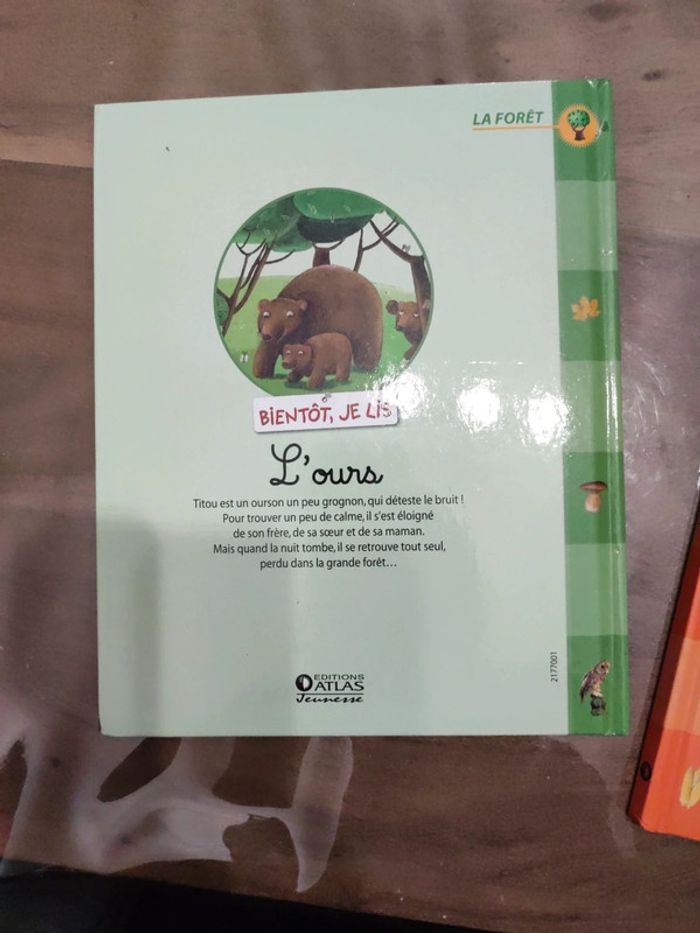 LA FORÊT
BIENTÔT, JE LIS
L'ours
Titou est un ourson un peu grognon, qui déteste le bruit !
Pour trouver un peu de calme, il s'est éloigné
de son frère, de sa sœur et de sa maman.
Mais quand la nuit tombe, il se retrouve tout seul,
perdu dans la grande forêt…
2177001
EDITIONS
ATLAS
Jeunesse